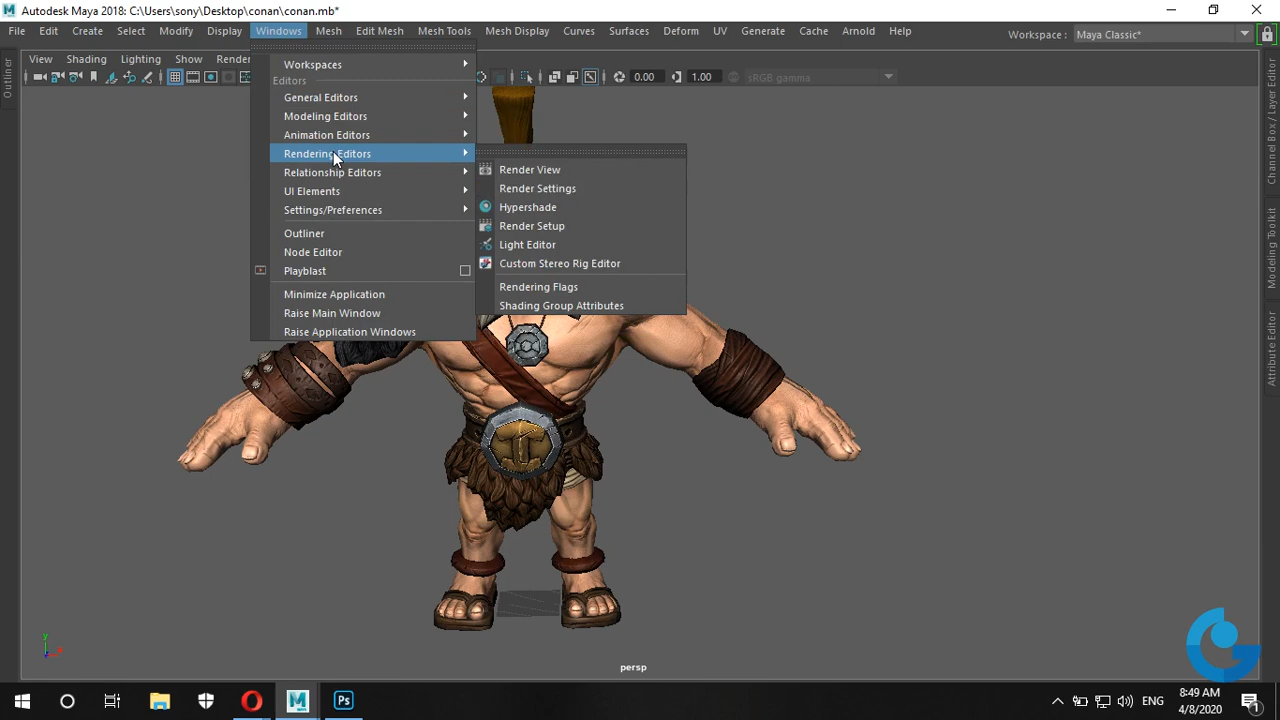 Autodesk Maya 2018: C:\Users\sony\Desktop\conan\conan.mb*
File Edit Create Select Modify Display Windows Mesh Edit Mesh Mesh Tools Mesh Display Curves Surfaces Deform UV Generate Cache Arnold Help Workspace : Maya Classic*
View Shading Lighting Show Render
0.00 1.00 sRGB gamma
Outliner
Workspaces
Editors
General Editors
Modeling Editors
Animation Editors
Rendering Editors
Relationship Editors
UI Elements
Settings/Preferences
Outliner
Node Editor
Playblast
Minimize Application
Raise Main Window
Raise Application Windows
Render View
Render Settings
Hypershade
Render Setup
Light Editor
Custom Stereo Rig Editor
Rendering Flags
Shading Group Attributes
Channel Box / Layer Editor
Modeling Toolkit
Attribute Editor
y
persp
M
Ps
ENG
8:49 AM
4/8/2020
1